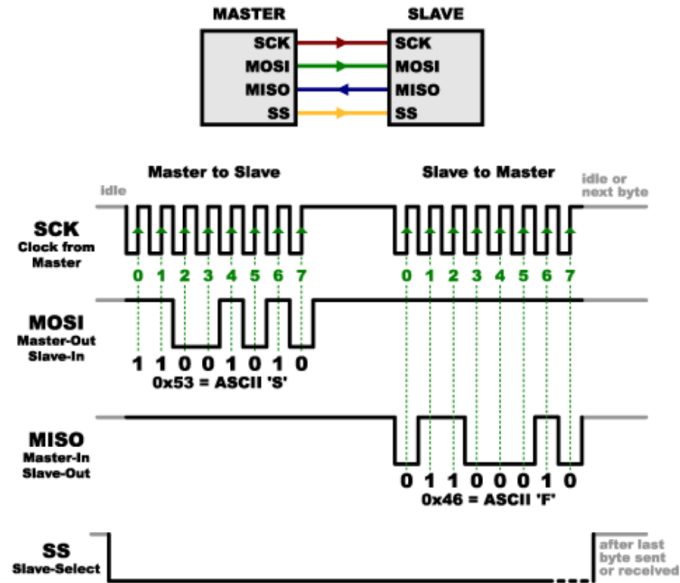 MASTER SLAVE
SCK SCK
MOSI MOSI
MISO MISO
SS SS
Master to Slave Slave to Master
idle
idle or
next byte
SCK
Clock from
Master
0 1 2 3 4 5 6 7 0 1 2 3 4 5 6 7
MOSI
Master-Out
Slave-In
1 1 0 0 1 0 1 0
0x53 = ASCII 'S'
MISO
Master-In
Slave-Out
0 1 1 0 0 0 1 0
0x46 = ASCII 'F'
SS
Slave-Select
after last
byte sent
or received